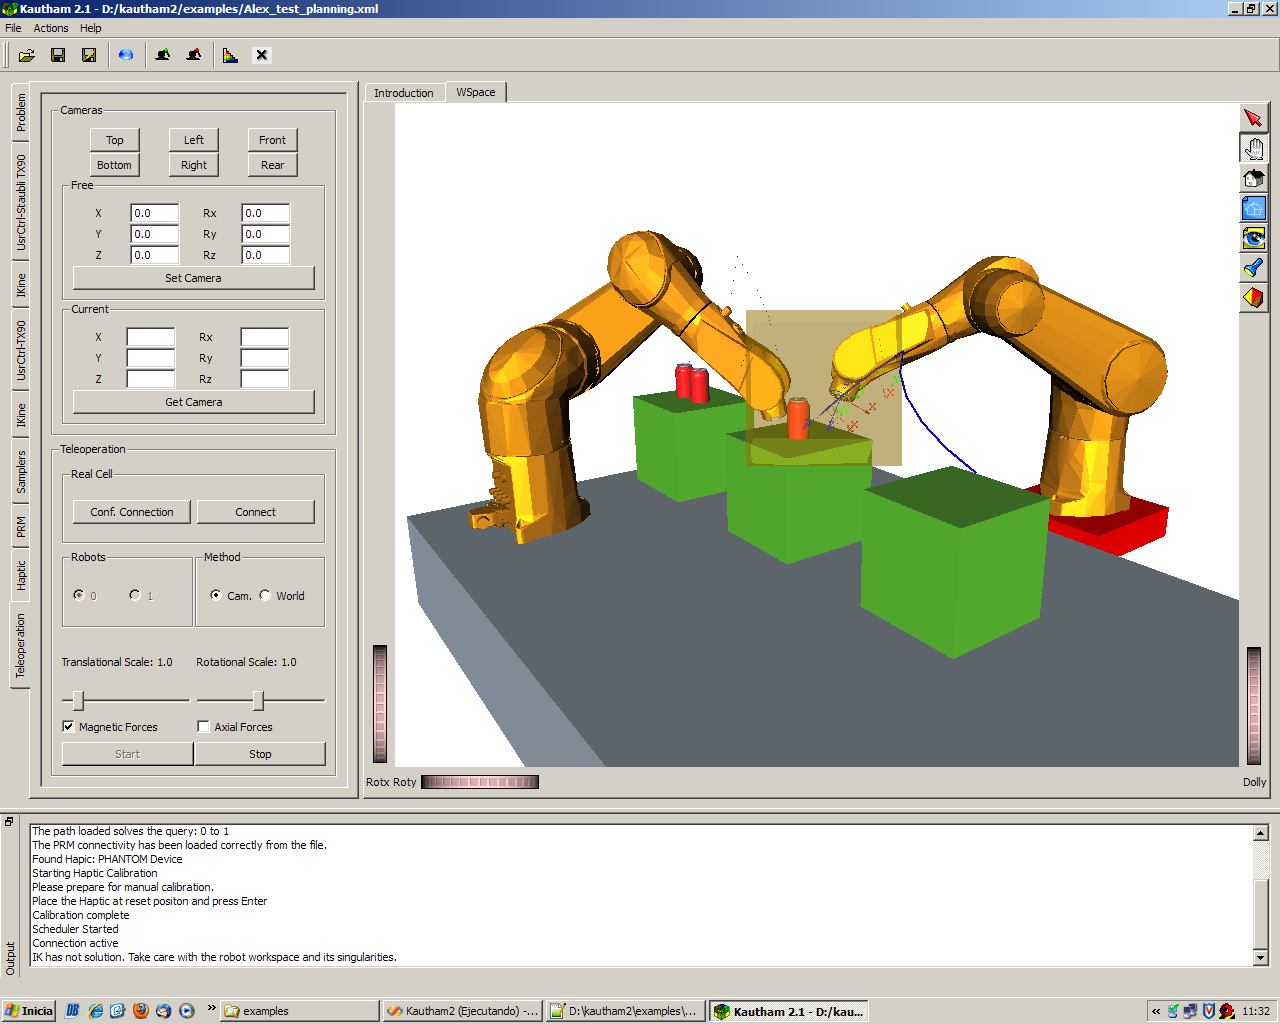 Kautham 2.1 - D:/kautham2/examples/Alex_test_planning.xml
File Actions Help
Problem
UsrCtrl-Staubli TX90
IKine
UsrCtrl-TX90
IKine
Samplers
PRM
Haptic
Teleoperation
Cameras
Top Left Front
Bottom Right Rear
Free
X 0.0 Rx 0.0
Y 0.0 Ry 0.0
Z 0.0 Rz 0.0
Set Camera
Current
X Rx
Y Ry
Z Rz
Get Camera
Teleoperation
Real Cell
Conf. Connection Connect
Robots Method
0 1 Cam. World
Translational Scale: 1.0 Rotational Scale: 1.0
Magnetic Forces Axial Forces
Start Stop
Introduction WSpace
X
X
X
X
Rotx Roty Dolly
Output
The path loaded solves the query: 0 to 1
The PRM connectivity has been loaded correctly from the file.
Found Hapic: PHANTOM Device
Starting Haptic Calibration
Please prepare for manual calibration.
Place the Haptic at reset positon and press Enter
Calibration complete
Scheduler Started
Connection active
IK has not solution. Take care with the robot workspace and its singularities.
Inicia examples Kautham2 (Ejecutando) -... D:\kautham2\examples\... Kautham 2.1 - D:/kau... 11:32